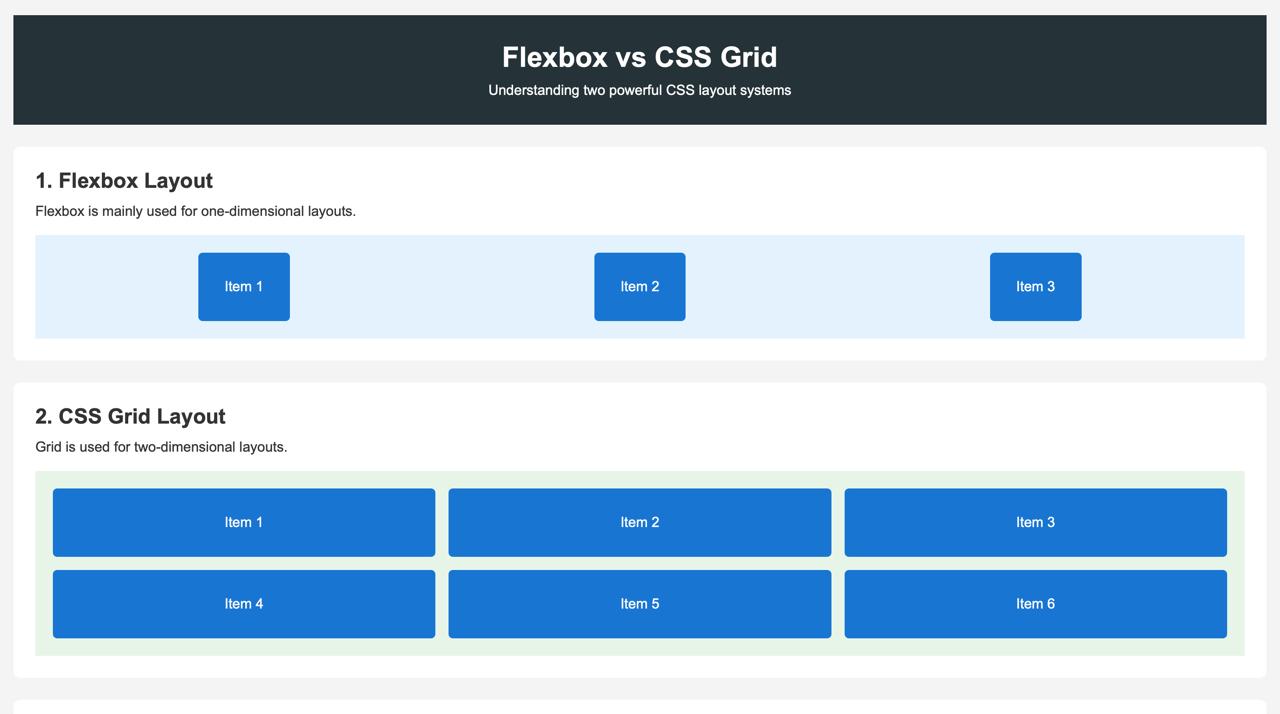 Flexbox vs CSS Grid
Understanding two powerful CSS layout systems
1. Flexbox Layout
Flexbox is mainly used for one-dimensional layouts.
Item 1
Item 2
Item 3
2. CSS Grid Layout
Grid is used for two-dimensional layouts.
Item 1
Item 2
Item 3
Item 4
Item 5
Item 6